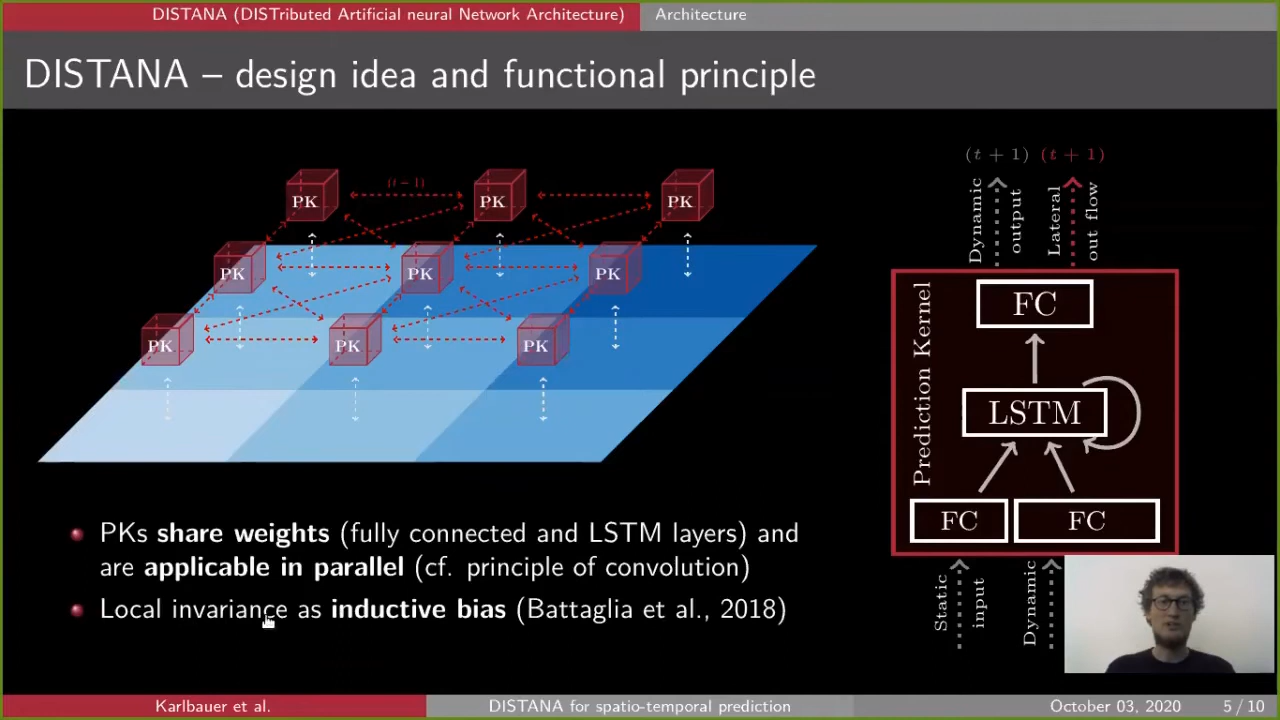 DISTANA (DISTributed Artificial neural Network Architecture) Architecture
DISTANA – design idea and functional principle
PK (t − 1) PK PK
PK PK PK
PK PK PK
PKs share weights (fully connected and LSTM layers) and
are applicable in parallel (cf. principle of convolution)
Local invariance as inductive bias (Battaglia et al., 2018)
(t + 1) (t + 1)
Dynamic
output
Lateral
out flow
Prediction Kernel
FC
LSTM
FC FC
Static
input
Dynamic
Karlbauer et al. DISTANA for spatio-temporal prediction October 03, 2020 5 / 10